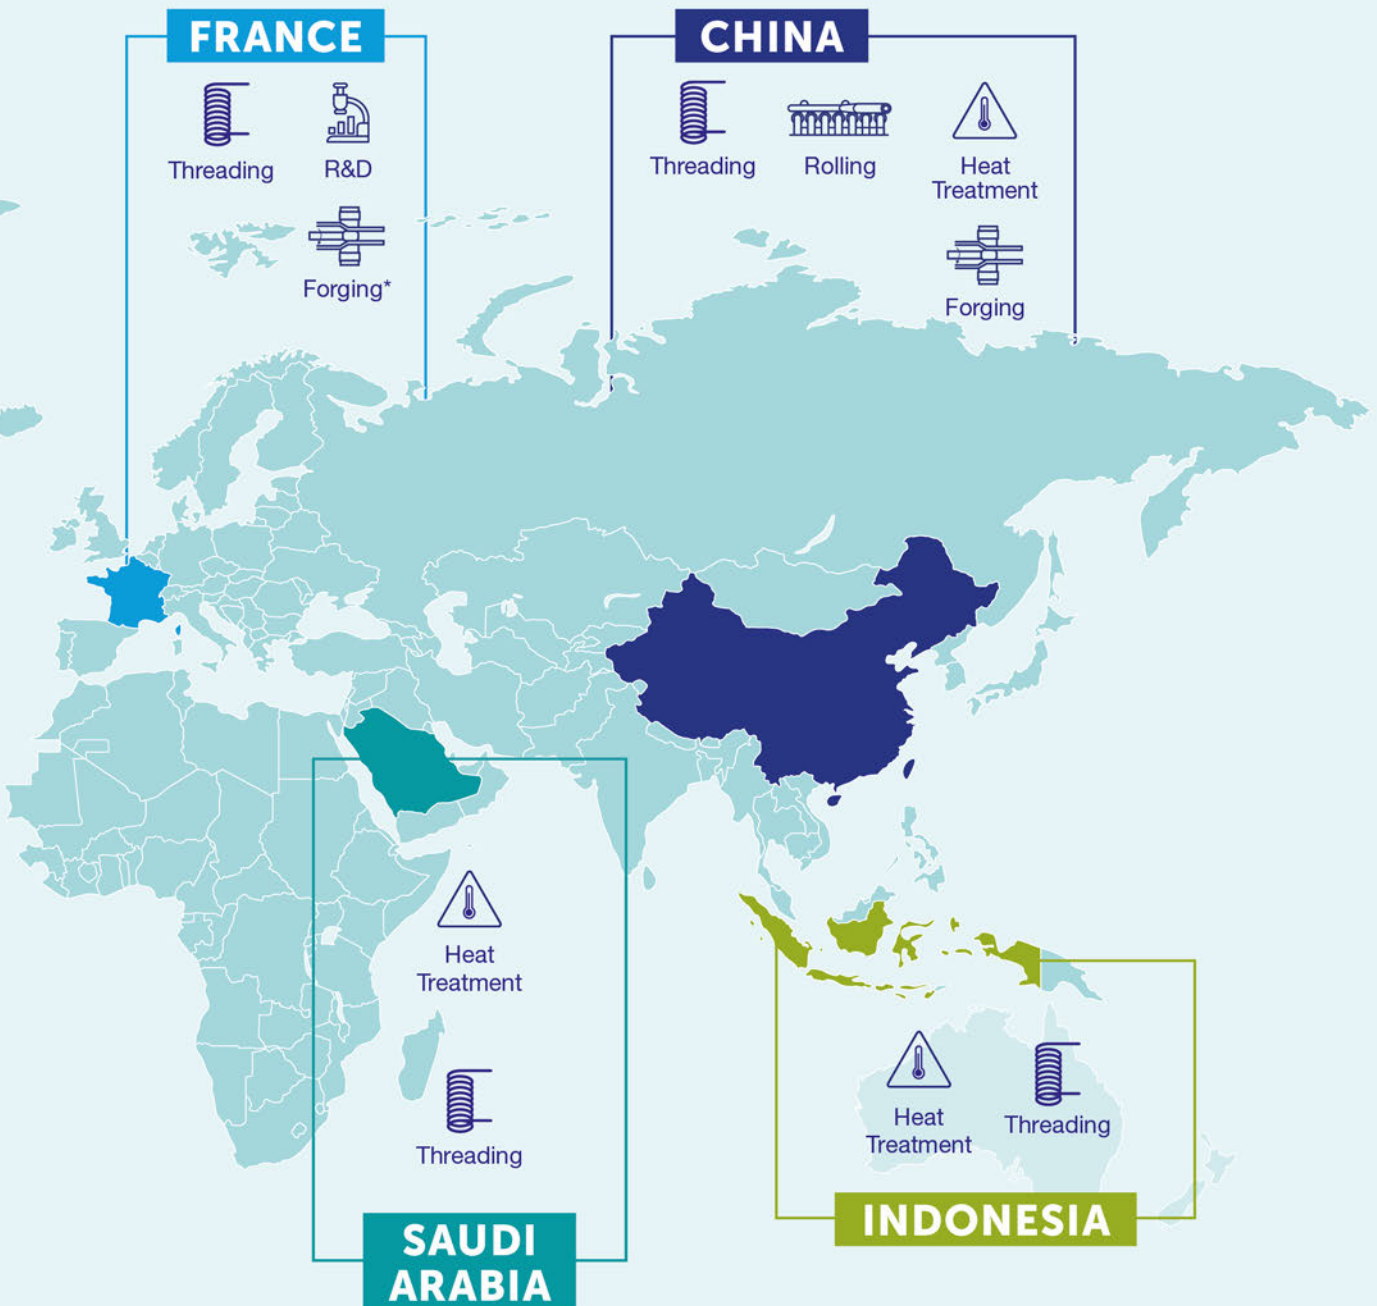 FRANCE
Threading
R&D
Forging*
CHINA
Threading
Rolling
Heat
Treatment
Forging
Heat
Treatment
Threading
SAUDI
ARABIA
Heat
Treatment
Threading
INDONESIA